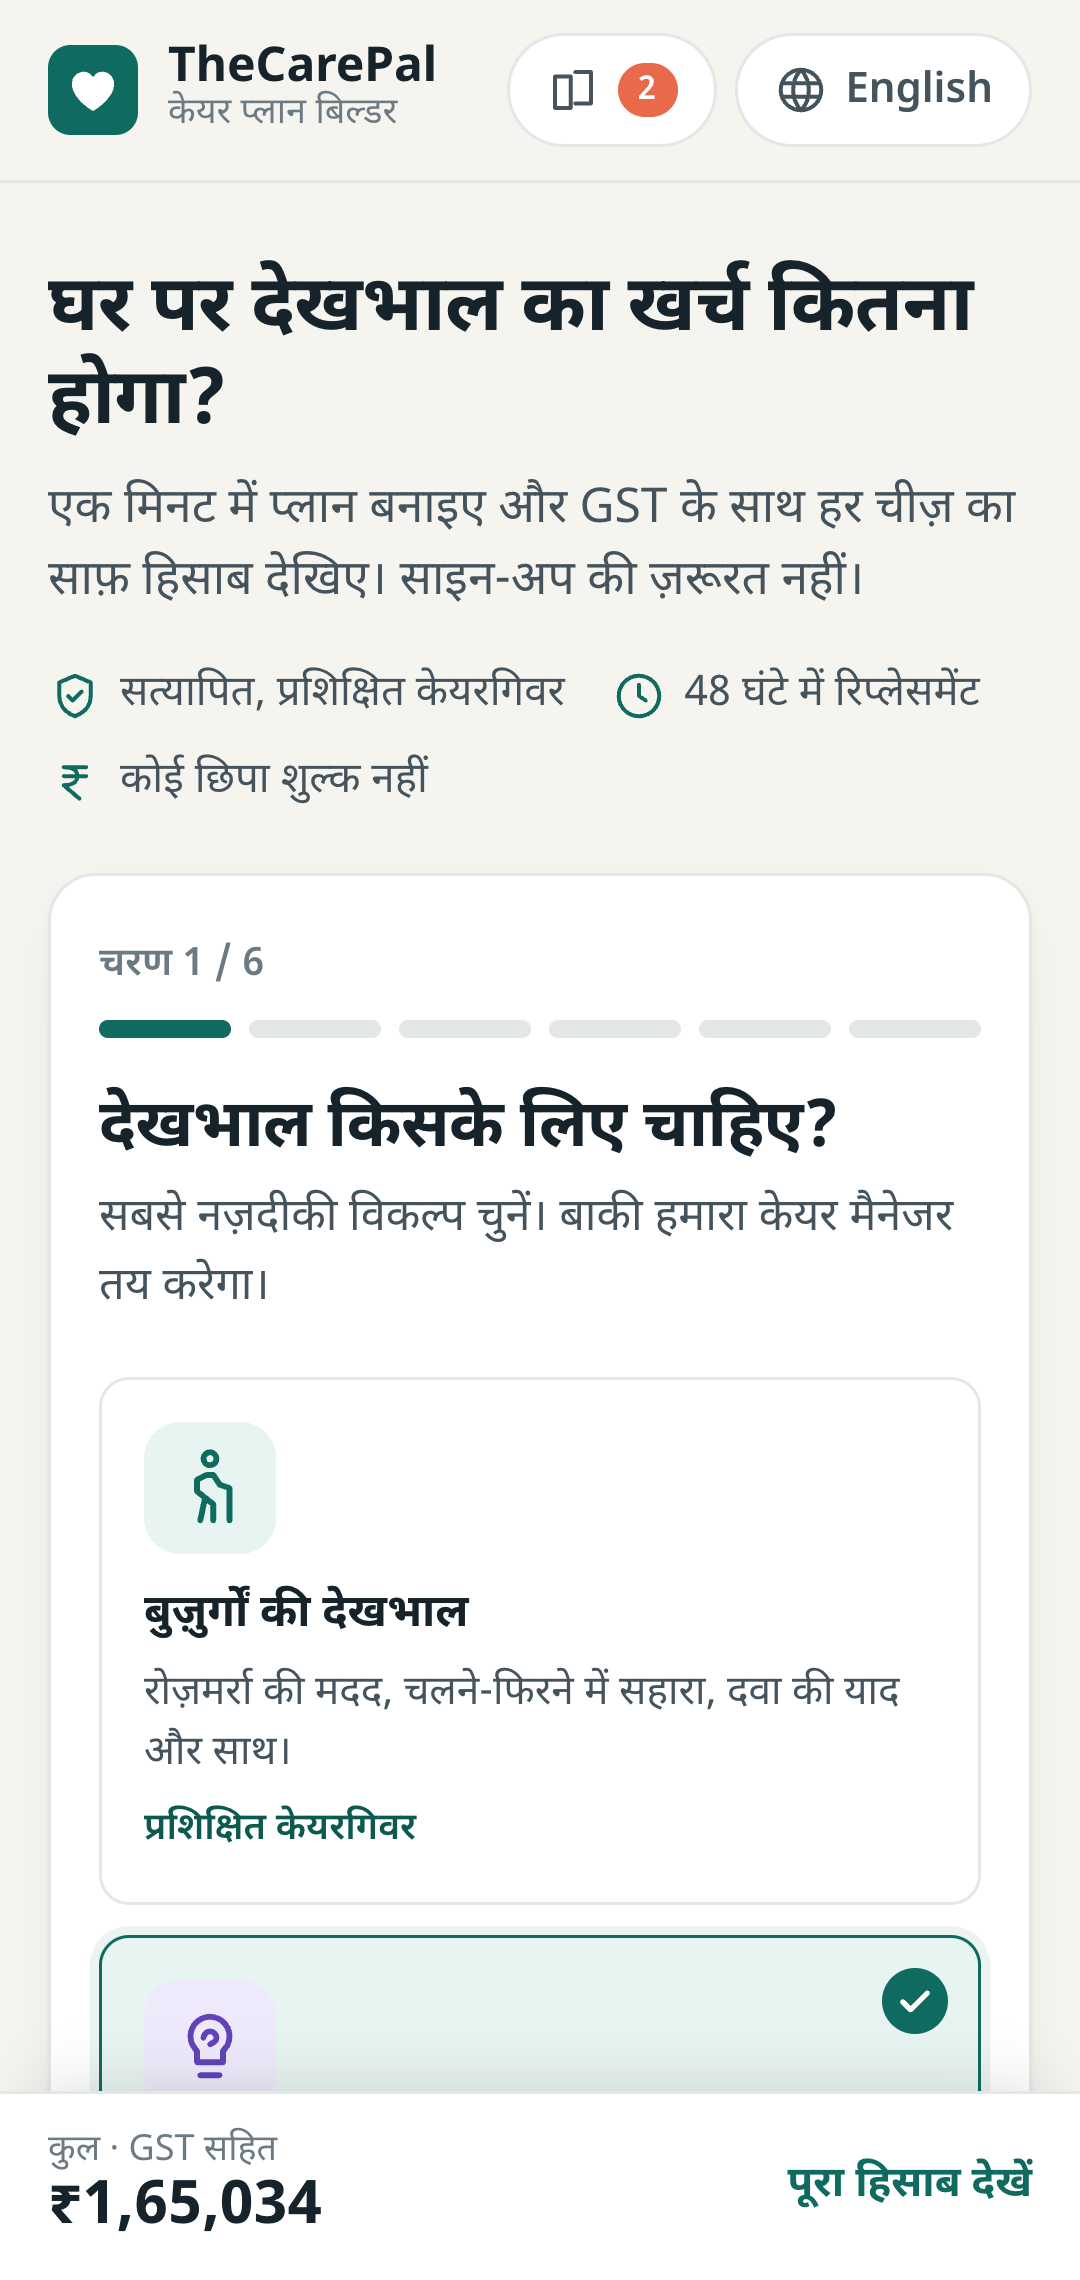 TheCarePal
केयर प्लान बिल्डर
2
English
घर पर देखभाल का खर्च कितना
होगा?
एक मिनट में प्लान बनाइए और GST के साथ हर चीज़ का
साफ़ हिसाब देखिए। साइन-अप की ज़रूरत नहीं।
सत्यापित, प्रशिक्षित केयरगिवर
48 घंटे में रिप्लेसमेंट
₹ कोई छिपा शुल्क नहीं
चरण 1 / 6
देखभाल किसके लिए चाहिए?
सबसे नज़दीकी विकल्प चुनें। बाकी हमारा केयर मैनेजर
तय करेगा।
बुज़ुर्गों की देखभाल
रोज़मर्रा की मदद, चलने-फिरने में सहारा, दवा की याद
और साथ।
प्रशिक्षित केयरगिवर
कुल · GST सहित
₹1,65,034
पूरा हिसाब देखें